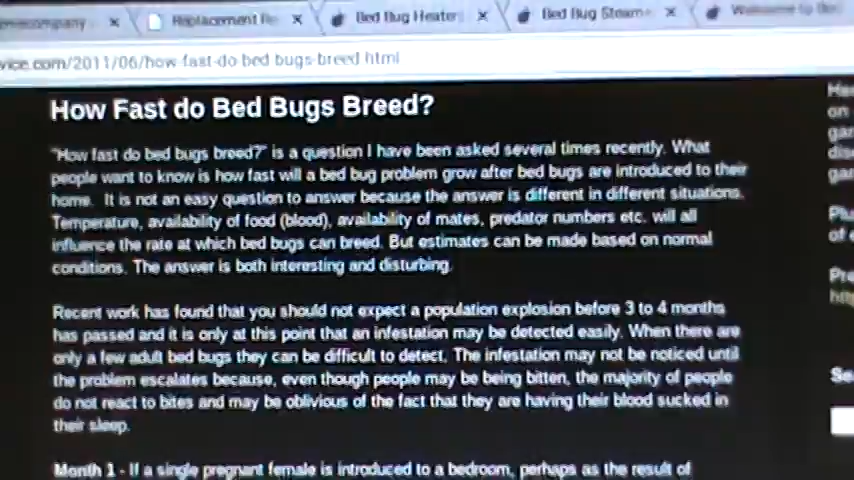 Replacement
Bed Bug Heater
Bed Bug Steam
Welcome to
vice.com/2011/06/how-fast-do-bed-bugs-breed.html
How Fast do Bed Bugs Breed?
"How fast do bed bugs breed?" is a question I have been asked several times recently. What
people want to know is how fast will a bed bug problem grow after bed bugs are introduced to their
home. It is not an easy question to answer because the answer is different in different situations.
Temperature, availability of food (blood), availability of mates, predator numbers etc. will all
influence the rate at which bed bugs can breed. But estimates can be made based on normal
conditions. The answer is both interesting and disturbing.
Recent work has found that you should not expect a population explosion before 3 to 4 months
has passed and it is only at this point that an infestation may be detected easily. When there are
only a few adult bed bugs they can be difficult to detect. The infestation may not be noticed until
the problem escalates because, even though people may be being bitten, the majority of people
do not react to bites and may be oblivious of the fact that they are having their blood sucked in
their sleep.
Month 1 - If a single pregnant female is introduced to a bedroom, perhaps as the result of
on
of